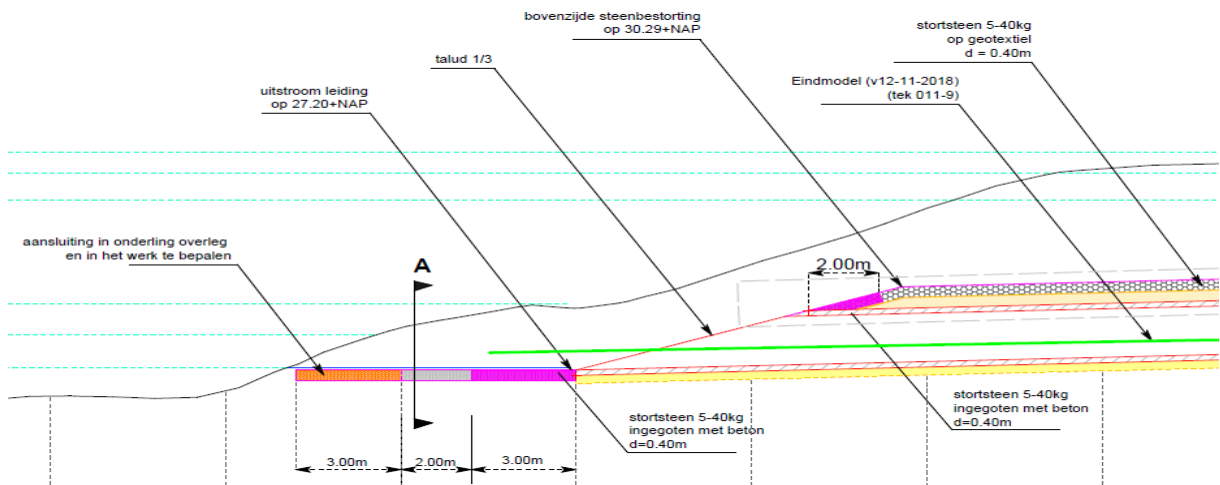 bovenzijde steenbestorting
op 30.29+NAP
stortsteen 5-40kg
op geotextiel
d = 0.40m
talud 1/3
Eindmodel (v12-11-2018)
(tek 011-9)
uitstroom leiding
op 27.20+NAP
aansluiting in onderling overleg
en in het werk te bepalen
A
2.00m
stortsteen 5-40kg
ingegoten met beton
d=0.40m
stortsteen 5-40kg
ingegoten met beton
d=0.40m
3.00m
2.00m
3.00m